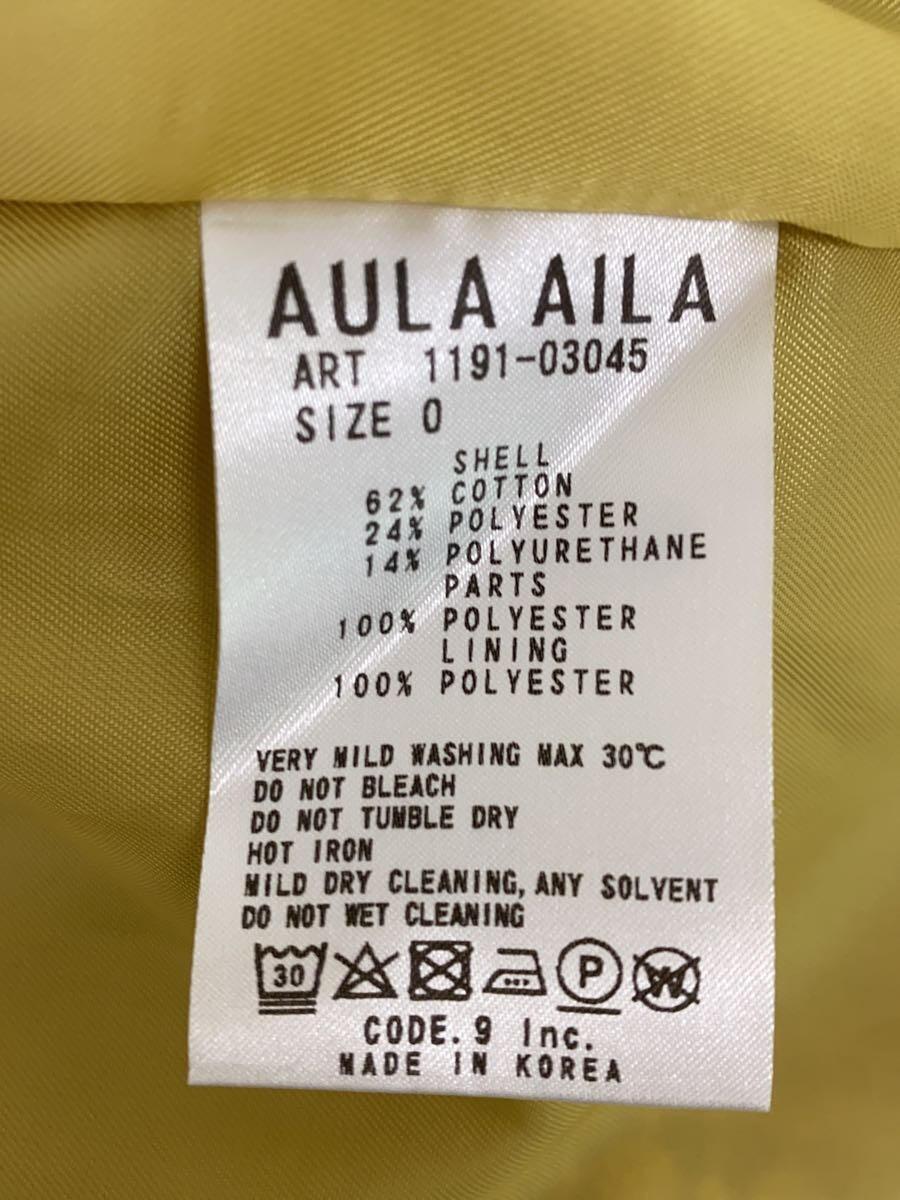 AULA AILA
ART 1191-03045
SIZE 0
SHELL
62% COTTON
24% POLYESTER
14% POLYURETHANE
PARTS
100% POLYESTER
LINING
100% POLYESTER
VERY MILD WASHING MAX 30℃
DO NOT BLEACH
DO NOT TUMBLE DRY
HOT IRON
MILD DRY CLEANING, ANY SOLVENT
DO NOT WET CLEANING
30 P W
CODE.9 Inc.
MADE IN KOREA